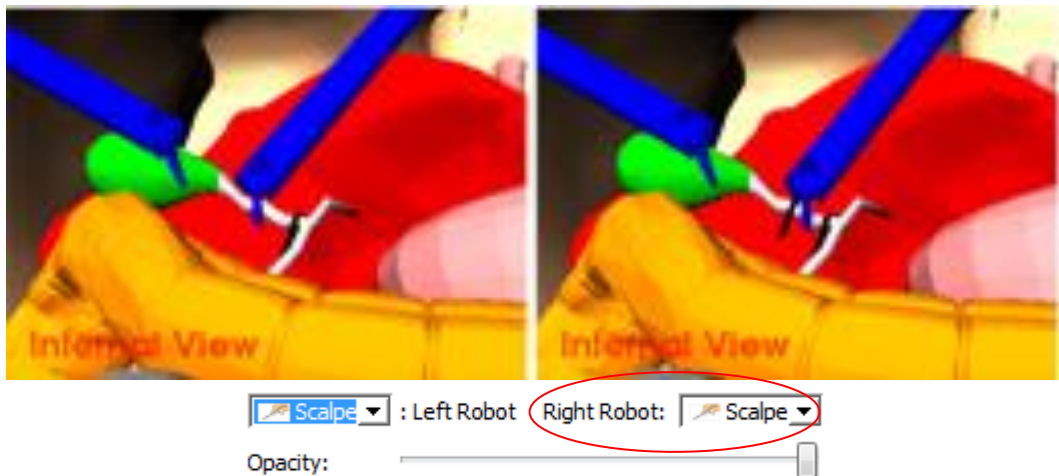 Internal View Internal View
Scalpe : Left Robot Right Robot: Scalpe
Opacity: